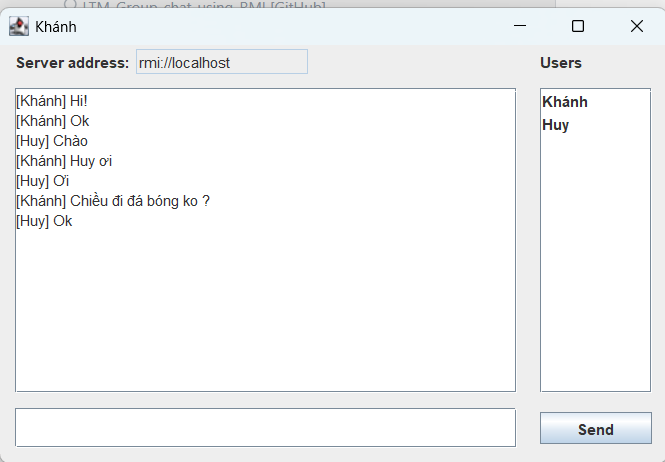 LTM_Group-chat-using_RMI [GitHub]
Khánh
Server address: rmi://localhost
Users
[Khánh] Hi!
[Khánh] Ok
[Huy] Chào
[Khánh] Huy ơi
[Huy] Ơi
[Khánh] Chiều đi đá bóng ko ?
[Huy] Ok
Khánh
Huy
Send